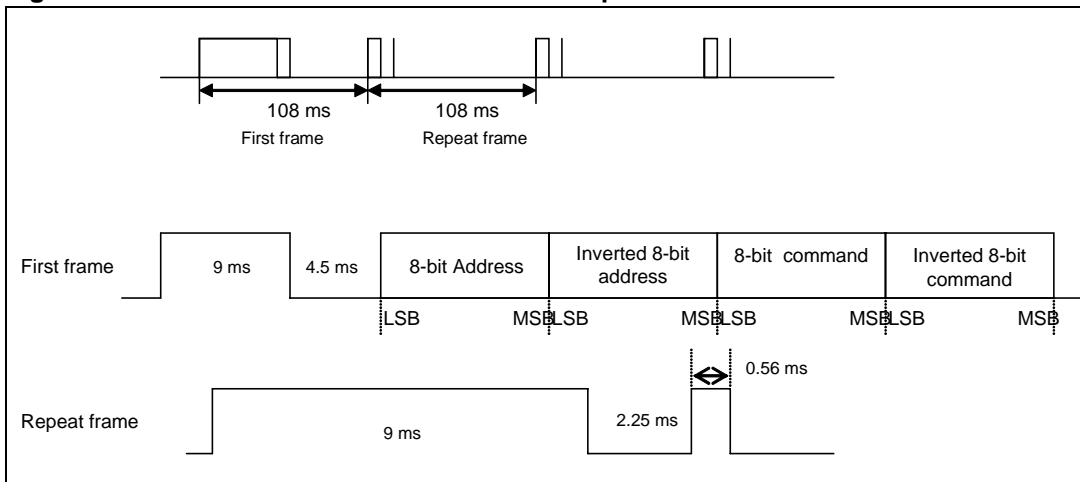 108 ms 108 ms
First frame Repeat frame
First frame 9 ms 4.5 ms 8-bit Address Inverted 8-bit address 8-bit command Inverted 8-bit command
LSB MSB LSB MSB LSB MSB LSB MSB
0.56 ms
Repeat frame 9 ms 2.25 ms